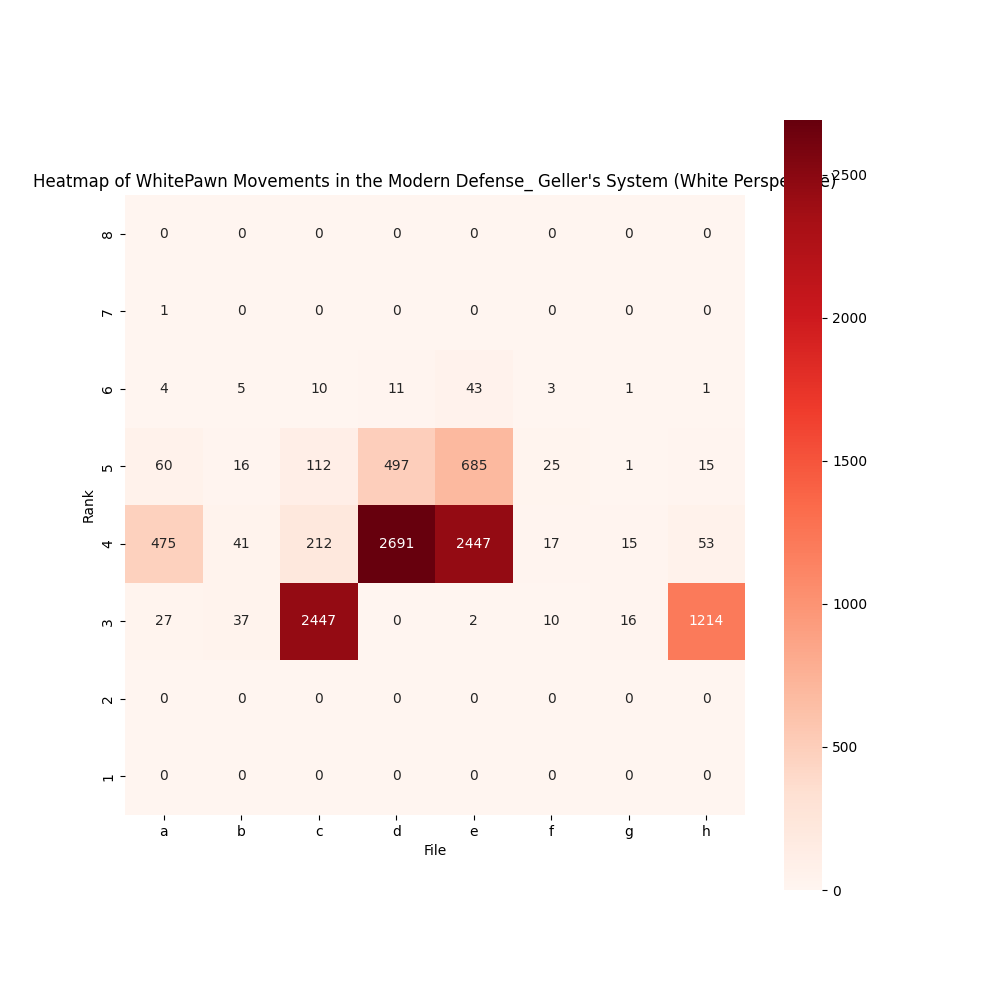 Heatmap of WhitePawn Movements in the Modern Defense_ Geller's System (White Perspe e)
8 0 0 0 0 0 0 0 0
7 1 0 0 0 0 0 0 0
6 4 5 10 11 43 3 1 1
5 60 16 112 497 685 25 1 15
Rank
4 475 41 212 2691 2447 17 15 53
3 27 37 2447 0 2 10 16 1214
2 0 0 0 0 0 0 0 0
1 0 0 0 0 0 0 0 0
a b c d e f g h
File
2500
2000
1500
1000
500
0